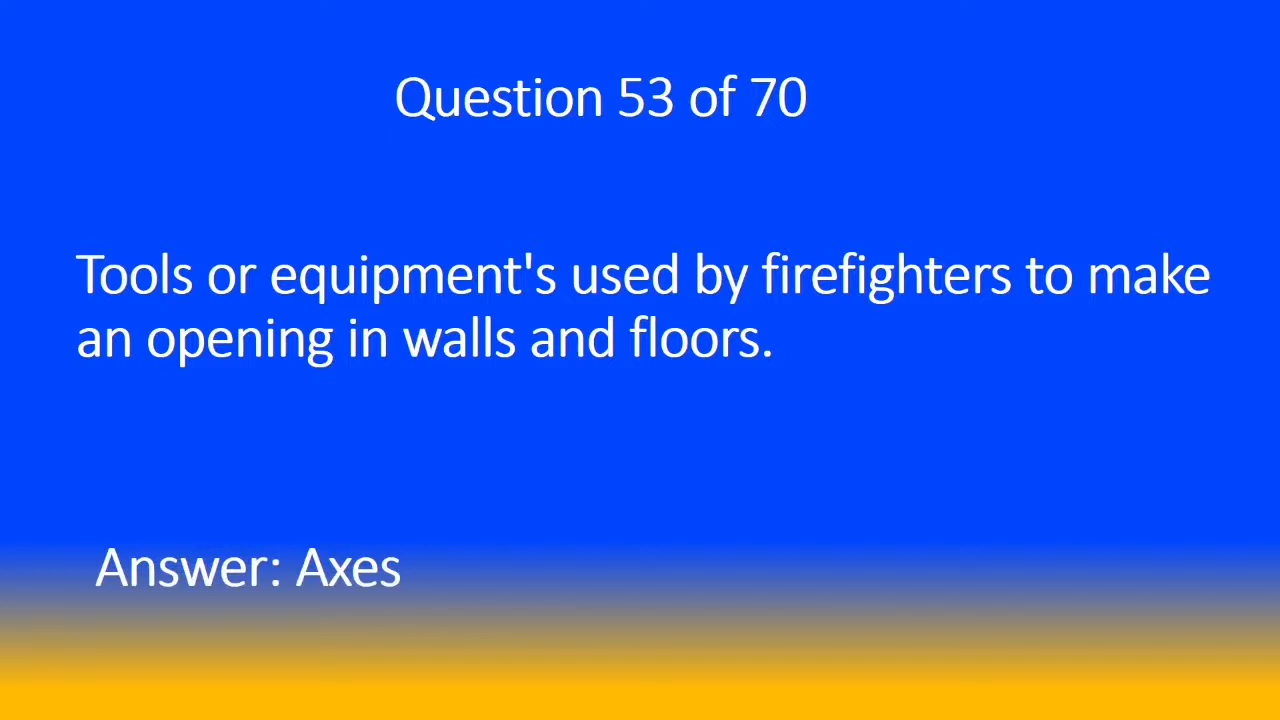 Question 53 of 70
Tools or equipment's used by firefighters to make
an opening in walls and floors.
Answer: Axes